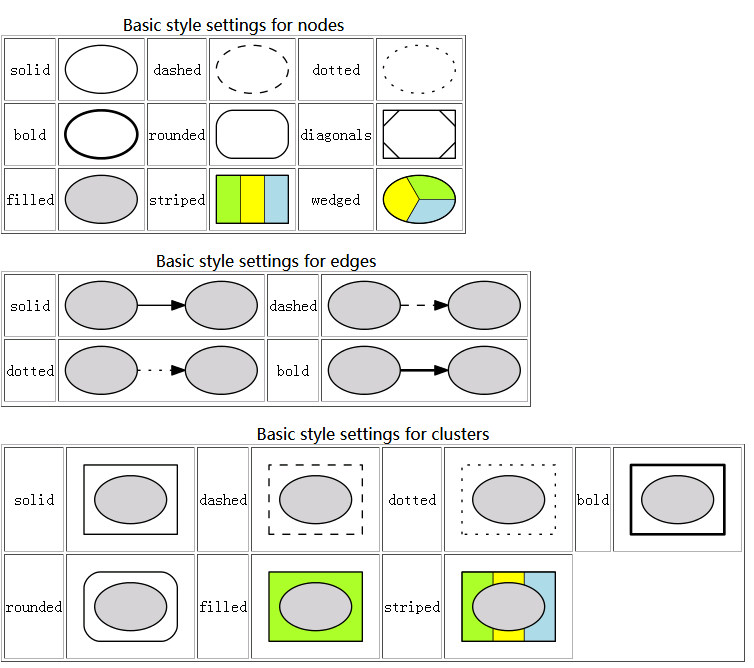 Basic style settings for nodes
solid dashed dotted
bold rounded diagonals
filled striped wedged
Basic style settings for edges
solid dashed
dotted bold
Basic style settings for clusters
solid dashed dotted bold
rounded filled striped